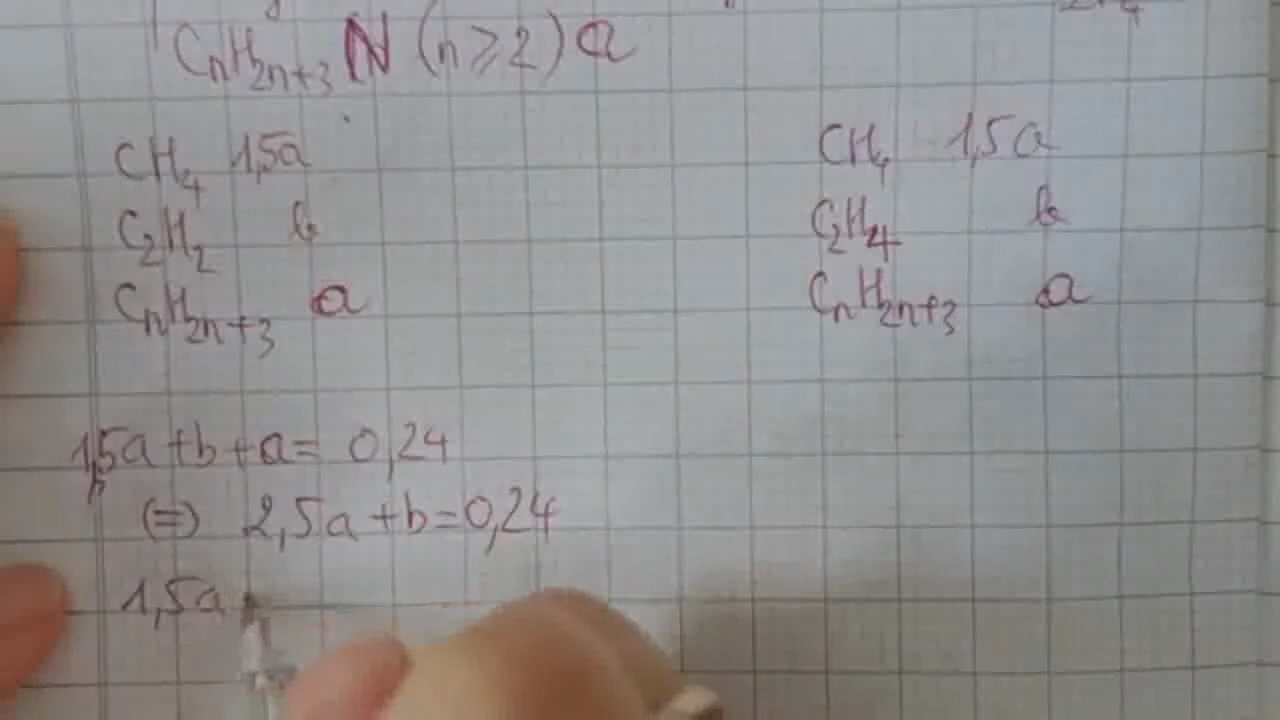 CnH2n+3 N (n≥2) a
CH4 1,5a
C2H2 b
CnH2n+3 a
CH4 1,5a
C2H4 b
CnH2n+3 a
1,5a+b+a= 0,24
(=) 2,5a+b=0,24
1,5a